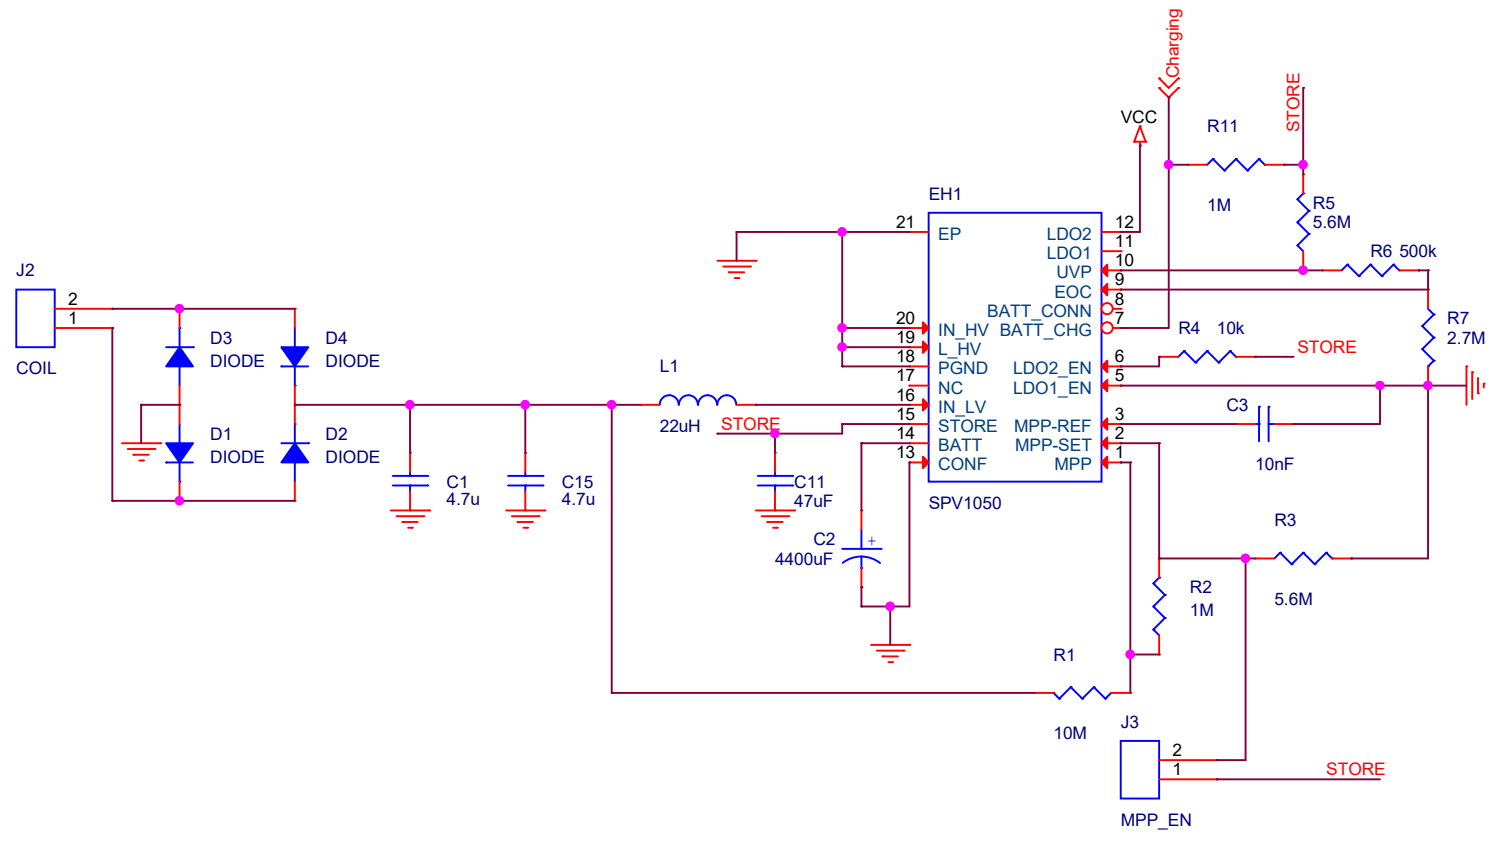 Charging
STORE
VCC
R11
1M
R5
5.6M
R6 500k
R7
2.7M
EH1
21
EP
20
IN_HV
19
L_HV
18
PGND
17
NC
16
IN_LV
15
STORE
14
BATT
13
CONF
12
LDO2
11
LDO1
10
UVP
9
EOC
8
BATT_CONN
7
BATT_CHG
6
LDO2_EN
5
LDO1_EN
3
MPP-REF
2
MPP-SET
1
MPP
SPV1050
R4 10k
STORE
C3
10nF
J2
2
1
COIL
D3
DIODE
D4
DIODE
D1
DIODE
D2
DIODE
L1
22uH
STORE
C1
4.7u
C15
4.7u
C11
47uF
C2
+
4400uF
R3
5.6M
R2
1M
R1
10M
J3
2
1
STORE
MPP_EN